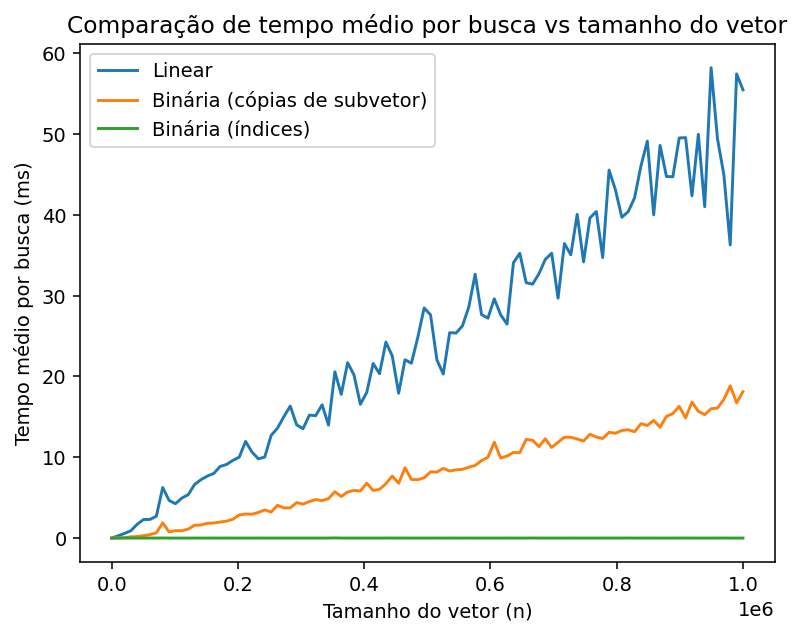 Comparação de tempo médio por busca vs tamanho do vetor
Linear
Binária (cópias de subvetor)
Binária (índices)
Tempo médio por busca (ms)
60
50
40
30
20
10
0
0.0 0.2 0.4 0.6 0.8 1.0
1e6
Tamanho do vetor (n)